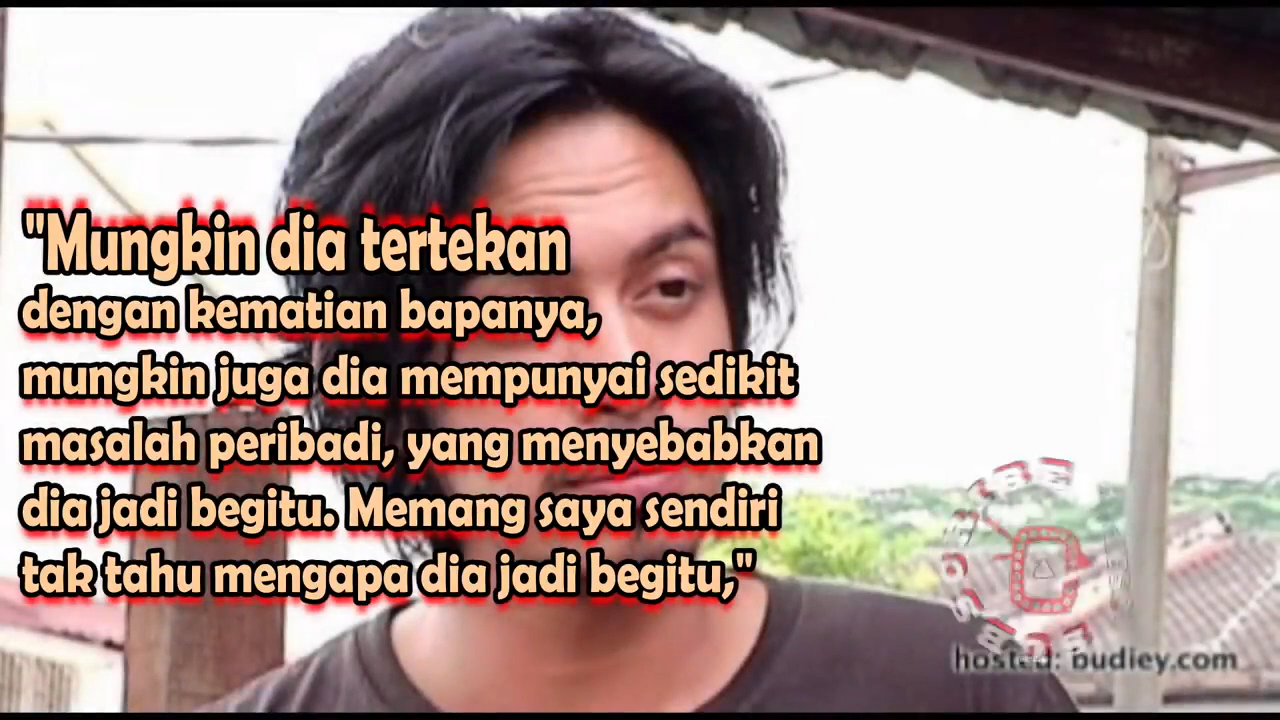 "Mungkin dia tertekan
dengan kematian bapanya,
mungkin juga dia mempunyai sedikit
masalah peribadi, yang menyebabkan
dia jadi begitu. Memang saya sendiri
tak tahu mengapa dia jadi begitu,"
hosted: budiey.com